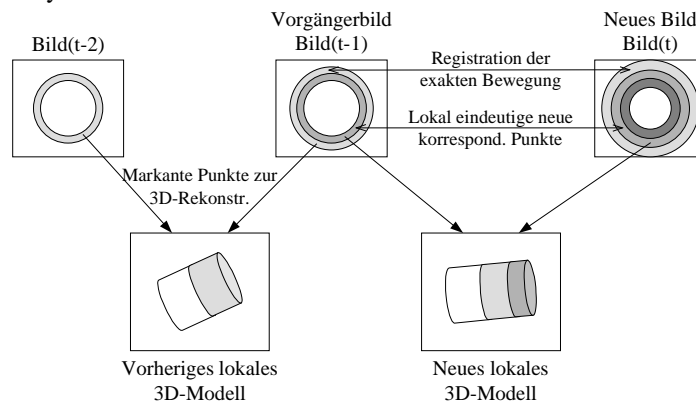 Vorgängerbild
Neues Bild
Bild(t-2)
Bild(t-1)
Bild(t)
Registration der
exakten Bewegung
Lokal eindeutige neue
korrespond. Punkte
Markante Punkte zur
3D-Rekonstr.
Vorheriges lokales
3D-Modell
Neues lokales
3D-Modell